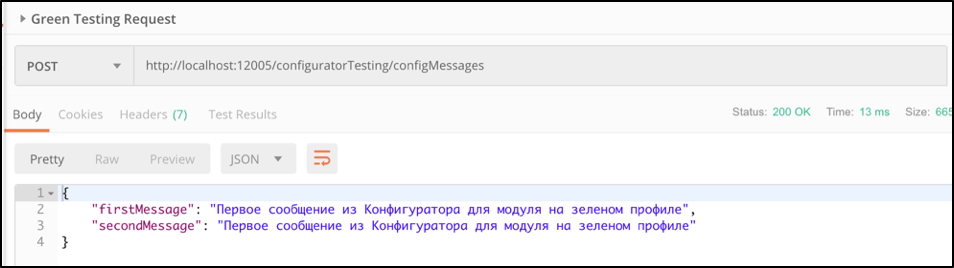 Green Testing Request
POST http://localhost:12005/configuratorTesting/configMessages
Body Cookies Headers (7) Test Results Status: 200 OK Time: 13 ms Size: 665
Pretty Raw Preview JSON
1 {
2 "firstMessage": "Первое сообщение из Конфигуратора для модуля на зеленом профиле",
3 "secondMessage": "Первое сообщение из Конфигуратора для модуля на зеленом профиле"
4 }